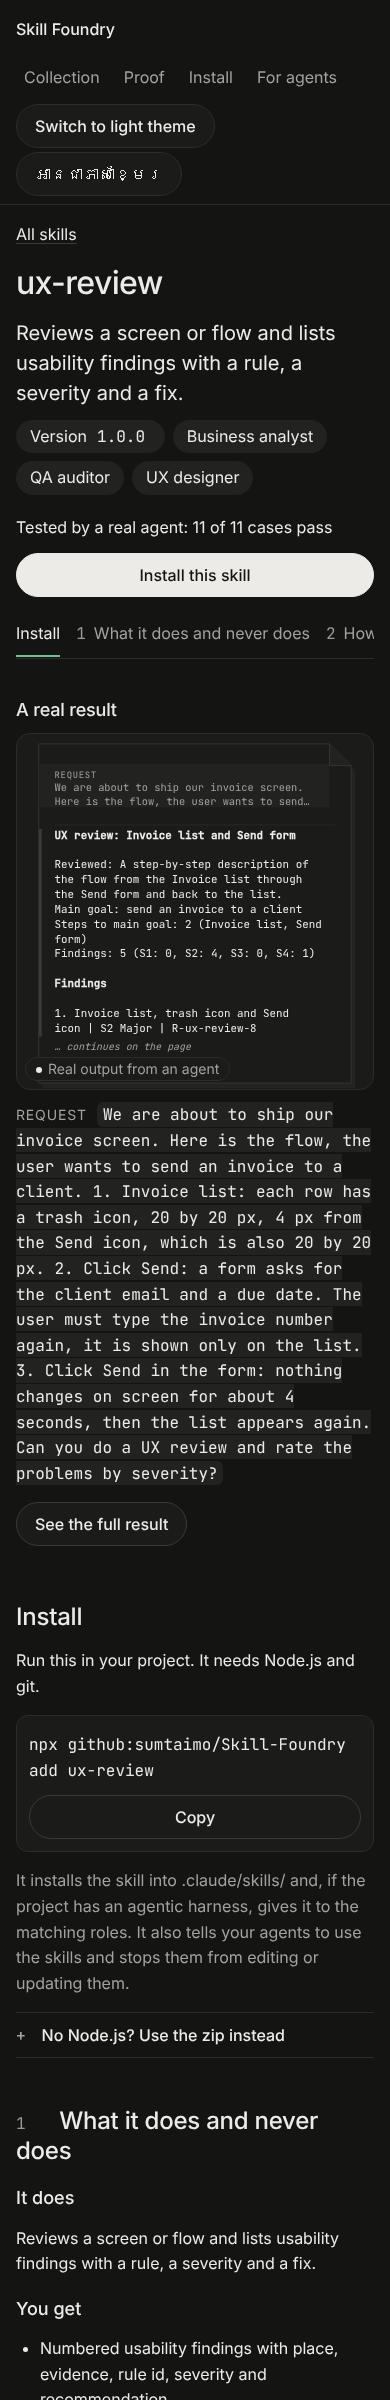 Skill Foundry
Collection Proof Install For agents
Switch to light theme
អានជាភាសាខ្មែរ
All skills
ux-review
Reviews a screen or flow and lists
usability findings with a rule, a
severity and a fix.
Version 1.0.0 Business analyst
QA auditor UX designer
Tested by a real agent: 11 of 11 cases pass
Install this skill
Install 1 What it does and never does 2 How
A real result
REQUEST
We are about to ship our invoice screen.
Here is the flow, the user wants to send…
UX review: Invoice list and Send form
Reviewed: A step-by-step description of
the flow from the Invoice list through
the Send form and back to the list.
Main goal: send an invoice to a client
Steps to main goal: 2 (Invoice list, Send
form)
Findings: 5 (S1: 0, S2: 4, S3: 0, S4: 1)
Findings
1. Invoice list, trash icon and Send
icon | S2 Major | R-ux-review-8
… continues on the page
Real output from an agent
REQUEST We are about to ship our
invoice screen. Here is the flow, the
user wants to send an invoice to a
client. 1. Invoice list: each row has
a trash icon, 20 by 20 px, 4 px from
the Send icon, which is also 20 by 20
px. 2. Click Send: a form asks for
the client email and a due date. The
user must type the invoice number
again, it is shown only on the list.
3. Click Send in the form: nothing
changes on screen for about 4
seconds, then the list appears again.
Can you do a UX review and rate the
problems by severity?
See the full result
Install
Run this in your project. It needs Node.js and
git.
npx github:sumtaimo/Skill-Foundry
add ux-review
Copy
It installs the skill into .claude/skills/ and, if the
project has an agentic harness, gives it to the
matching roles. It also tells your agents to use
the skills and stops them from editing or
updating them.
+ No Node.js? Use the zip instead
1 What it does and never
does
It does
Reviews a screen or flow and lists usability
findings with a rule, a severity and a fix.
You get
• Numbered usability findings with place,
evidence, rule id, severity and
recommendation